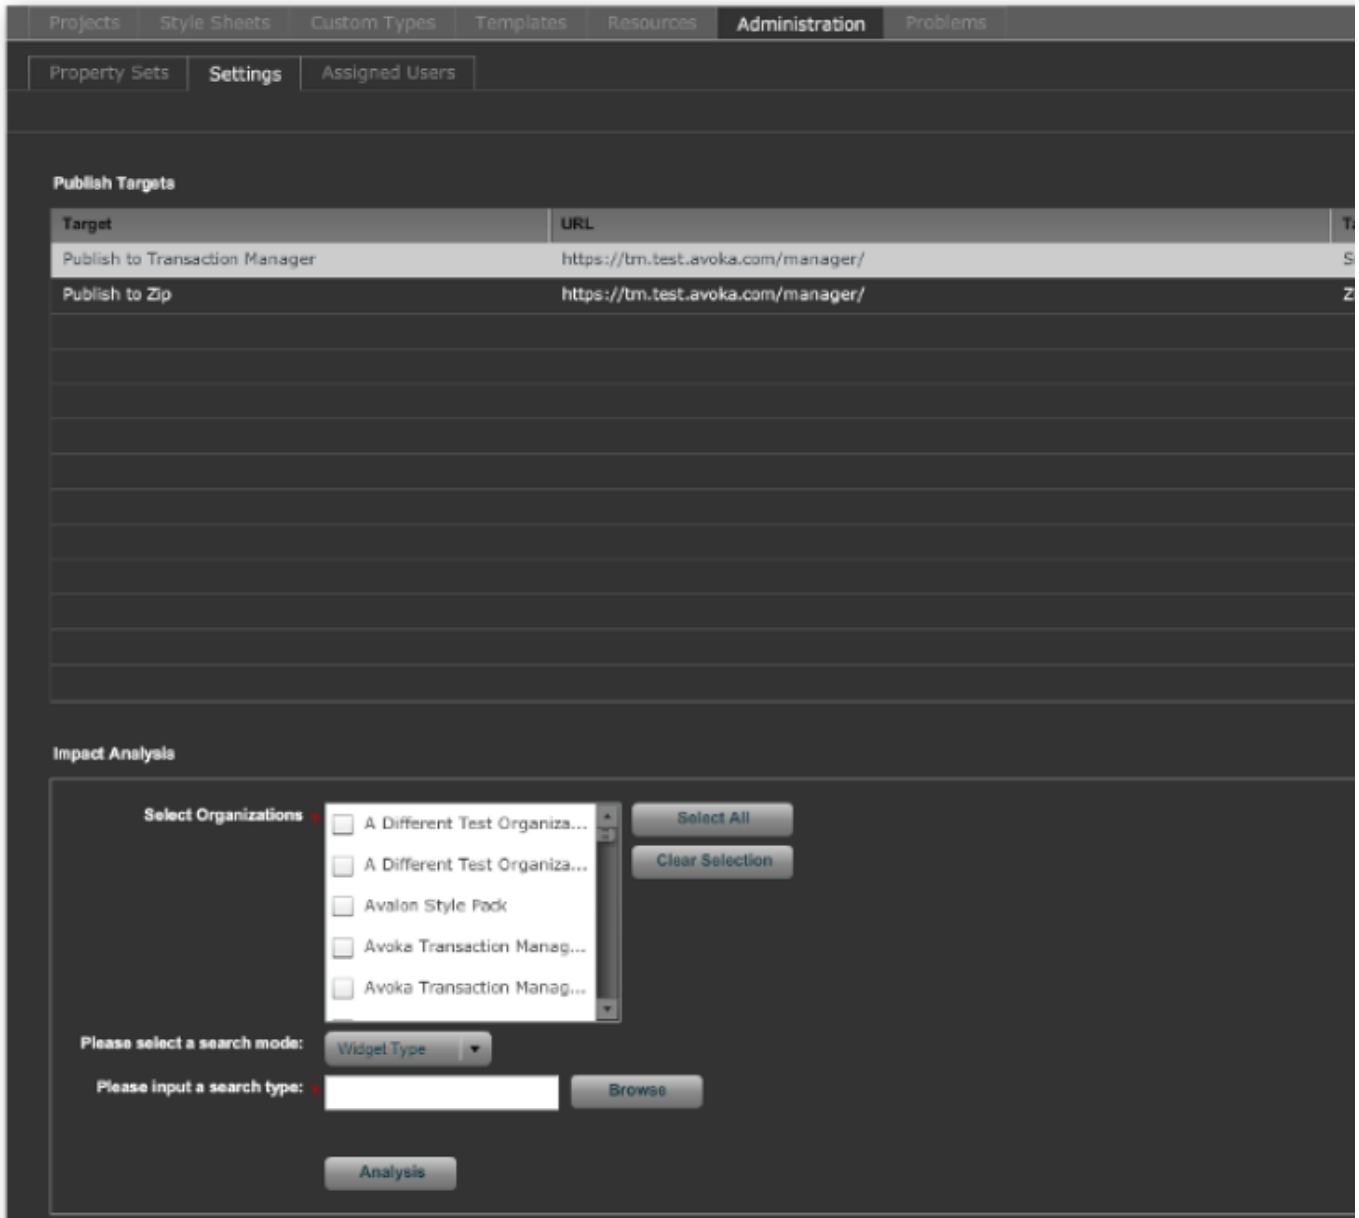 Projects Style Sheets Custom Types Templates Resources Administration Problems
Property Sets Settings Assigned Users
Publish Targets
Target URL
Publish to Transaction Manager https://tm.test.avoka.com/manager/
Publish to Zip https://tm.test.avoka.com/manager/
Impact Analysis
Select Organizations * A Different Test Organiza... Select All
A Different Test Organiza... Clear Selection
Avalon Style Pack
Avoka Transaction Manag...
Avoka Transaction Manag...
Please select a search mode: Widget Type
Please input a search type: * Browse
Analysis